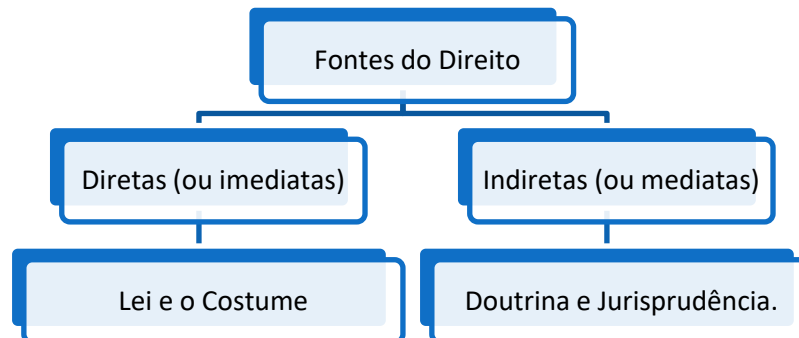 Fontes do Direito
Diretas (ou imediatas)
Indiretas (ou mediatas)
Lei e o Costume
Doutrina e Jurisprudência.